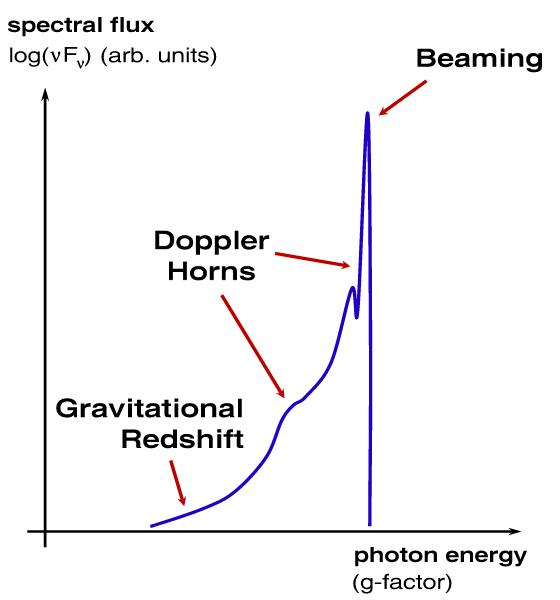 spectral flux
log(νFν) (arb. units)
Beaming
Doppler
Horns
Gravitational
Redshift
photon energy
(g-factor)